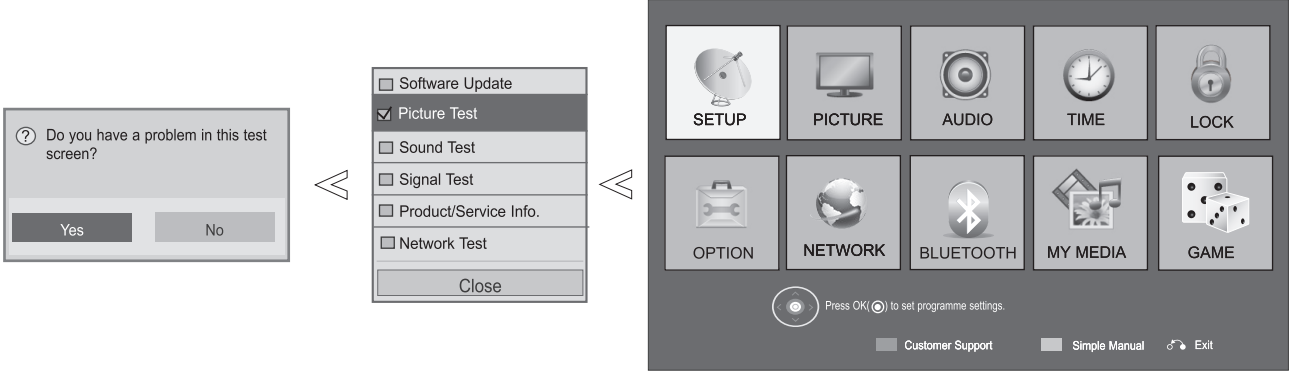 Do you have a problem in this test
screen?
Yes
No
Software Update
Picture Test
Sound Test
Signal Test
Product/Service Info.
Network Test
Close
SETUP
PICTURE
AUDIO
TIME
LOCK
OPTION
NETWORK
BLUETOOTH
MY MEDIA
GAME
Press OK( ) to set programme settings.
Customer Support
Simple Manual
Exit